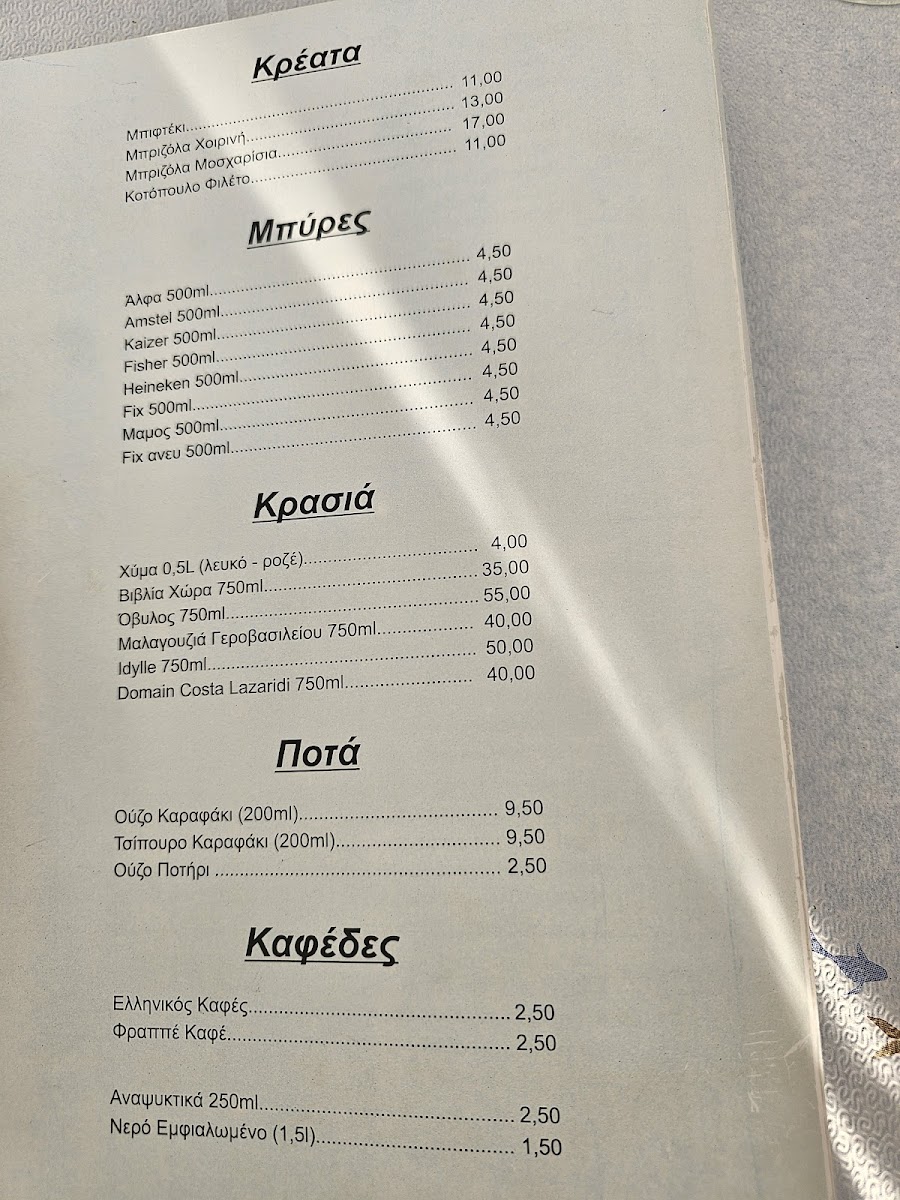 Κρέατα
Μπιφτέκι.......................................................... 11,00
Μπριζόλα Χοιρινή............................................. 13,00
Μπριζόλα Μοσχαρίσια...................................... 17,00
Κοτόπουλο Φιλέτο............................................ 11,00
Μπύρες
Άλφα 500ml...................................................... 4,50
Amstel 500ml.................................................... 4,50
Kaizer 500ml..................................................... 4,50
Fisher 500ml..................................................... 4,50
Heineken 500ml................................................ 4,50
Fix 500ml.......................................................... 4,50
Μαμος 500ml.................................................... 4,50
Fix ανευ 500ml.................................................. 4,50
Κρασιά
Χύμα 0,5L (λευκό - ροζέ)................................... 4,00
Βιβλία Χώρα 750ml........................................... 35,00
Όβυλος 750ml................................................... 55,00
Μαλαγουζιά Γεροβασιλείου 750ml................... 40,00
Idylle 750ml....................................................... 50,00
Domain Costa Lazaridi 750ml......................... 40,00
Ποτά
Ούζο Καραφάκι (200ml)........................................ 9,50
Τσίπουρο Καραφάκι (200ml)................................. 9,50
Ούζο Ποτήρι ......................................................... 2,50
Καφέδες
Ελληνικός Καφές.................................................... 2,50
Φραππέ Καφέ......................................................... 2,50
Αναψυκτικά 250ml.................................................. 2,50
Νερό Εμφιαλωμένο (1,5l)....................................... 1,50